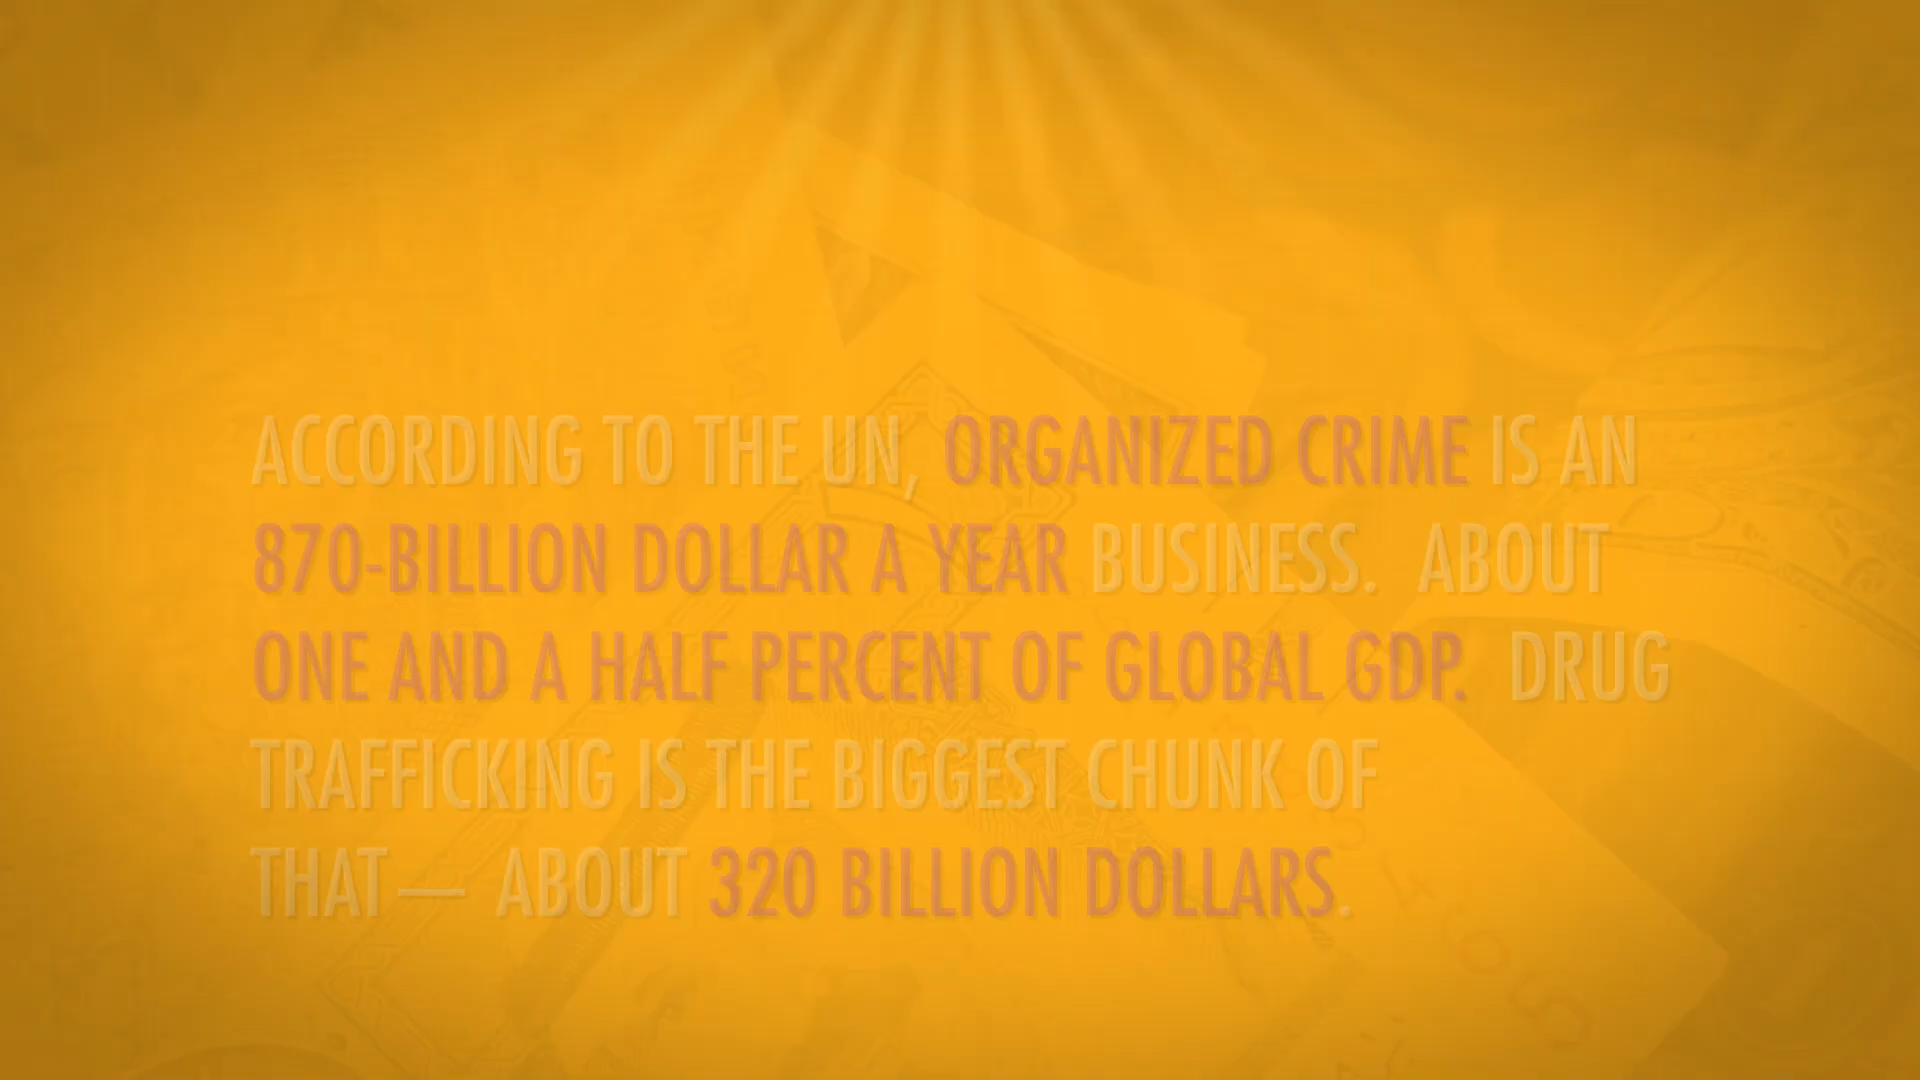 ACCORDING TO THE UN, ORGANIZED CRIME IS AN
870-BILLION DOLLAR A YEAR BUSINESS. ABOUT
ONE AND A HALF PERCENT OF GLOBAL GDP. DRUG
TRAFFICKING IS THE BIGGEST CHUNK OF
THAT — ABOUT 320 BILLION DOLLARS.